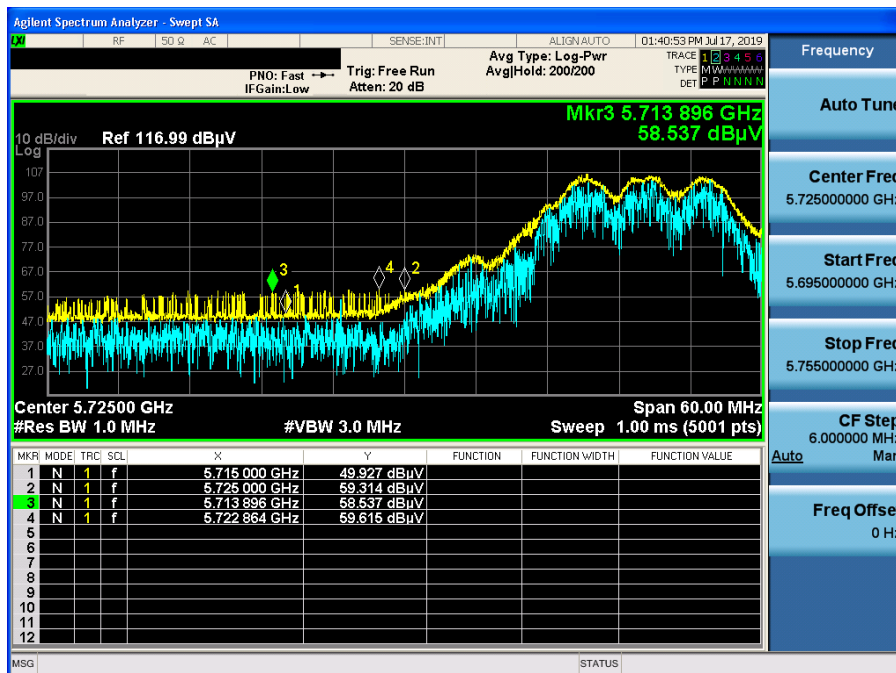 Agilent Spectrum Analyzer - Swept SA
LXI RF 50 Ω AC SENSE:INT ALIGN AUTO 01:40:53 PM Jul 17, 2019
PNO: Fast
IFGain:Low
Trig: Free Run
Atten: 20 dB
Avg Type: Log-Pwr
Avg|Hold: 200/200
TRACE 1 2 3 4 5 6
TYPE M W
DET P P N N N N
Mkr3 5.713 896 GHz
58.537 dBµV
10 dB/div Ref 116.99 dBµV
Log
107
97.0
87.0
77.0
67.0
57.0
47.0
37.0
27.0
3
1
4
2
Center 5.72500 GHz Span 60.00 MHz
#Res BW 1.0 MHz #VBW 3.0 MHz Sweep 1.00 ms (5001 pts)
MKR MODE TRC SCL X Y FUNCTION FUNCTION WIDTH FUNCTION VALUE
1 N 1 f 5.715 000 GHz 49.927 dBµV
2 N 1 f 5.725 000 GHz 59.314 dBµV
3 N 1 f 5.713 896 GHz 58.537 dBµV
4 N 1 f 5.722 864 GHz 59.615 dBµV
5
6
7
8
9
10
11
12
MSG STATUS
Frequency
Auto Tun
Center Fre
5.725000000 GH
Start Fre
5.695000000 GH
Stop Fre
5.755000000 GH
CF Ste
6.000000 MH
Auto Ma
Freq Offse
0 H